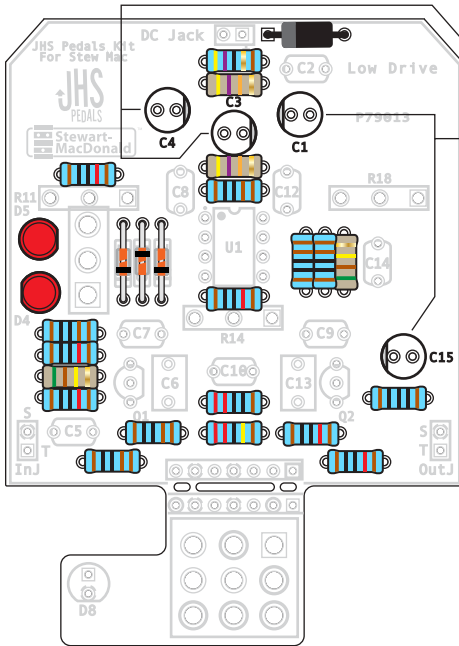 DC Jack
JHS Pedals Kit
For Stew Mac
C2
Low Drive
JHS
PEDALS
C3
C4
C1
P79013
Stewart-
MacDonald
R11
C8
C12
R18
D5
U1
C14
D4
R14
C7
C9
C15
C6
C10
C13
Q1
Q2
S
C5
T
InJ
S
T
OutJ
D8